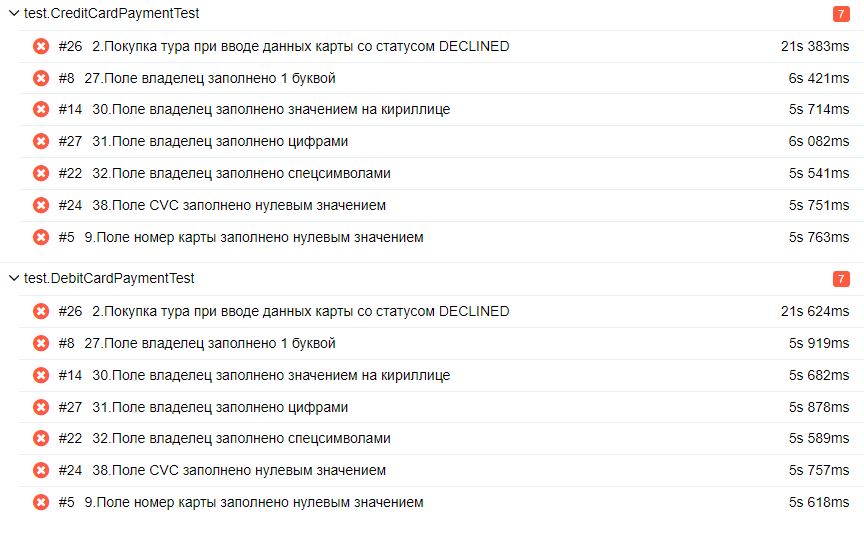 test.CreditCardPaymentTest 7
#26 2.Покупка тура при вводе данных карты со статусом DECLINED 21s 383ms
#8 27.Поле владелец заполнено 1 буквой 6s 421ms
#14 30.Поле владелец заполнено значением на кириллице 5s 714ms
#27 31.Поле владелец заполнено цифрами 6s 082ms
#22 32.Поле владелец заполнено спецсимволами 5s 541ms
#24 38.Поле CVC заполнено нулевым значением 5s 751ms
#5 9.Поле номер карты заполнено нулевым значением 5s 763ms
test.DebitCardPaymentTest 7
#26 2.Покупка тура при вводе данных карты со статусом DECLINED 21s 624ms
#8 27.Поле владелец заполнено 1 буквой 5s 919ms
#14 30.Поле владелец заполнено значением на кириллице 5s 682ms
#27 31.Поле владелец заполнено цифрами 5s 878ms
#22 32.Поле владелец заполнено спецсимволами 5s 589ms
#24 38.Поле CVC заполнено нулевым значением 5s 757ms
#5 9.Поле номер карты заполнено нулевым значением 5s 618ms